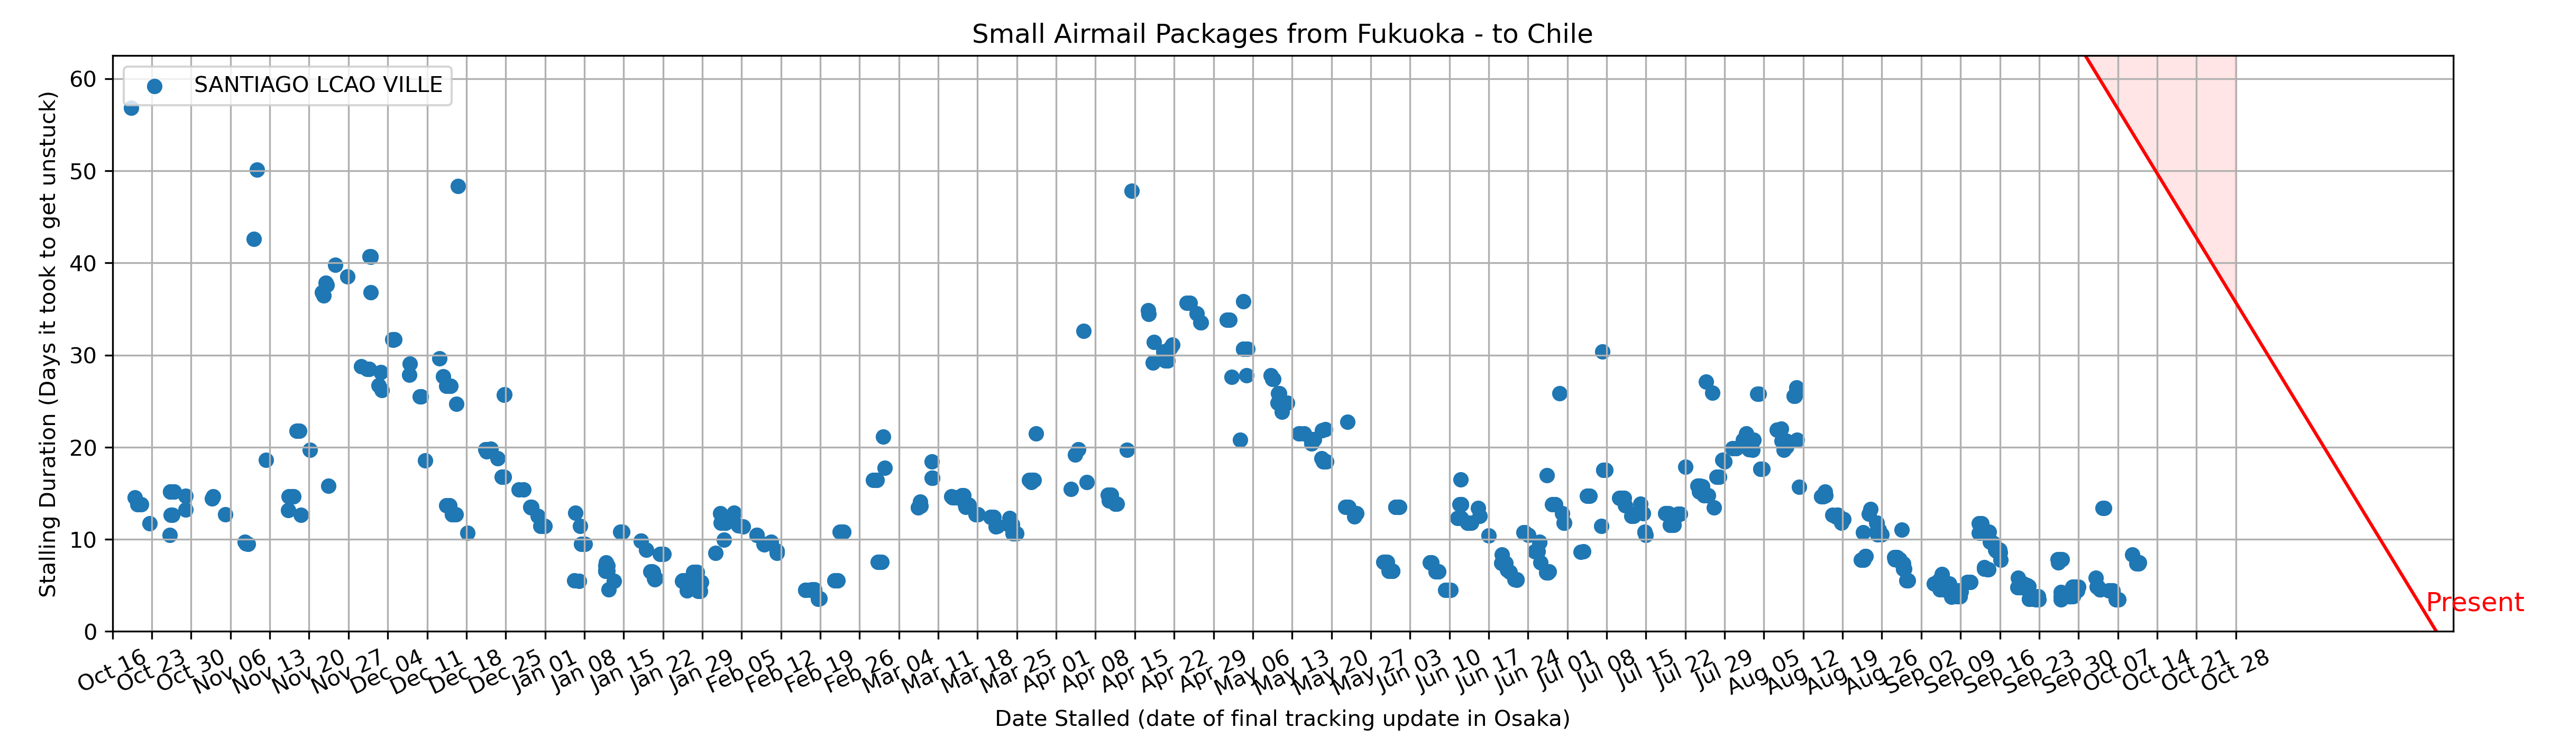 Small Airmail Packages from Fukuoka - to Chile
SANTIAGO LCAO VILLE
Stalling Duration (Days it took to get unstuck)
60
50
40
30
20
10
0
Present
Oct 16
Oct 23
Oct 30
Nov 06
Nov 13
Nov 20
Nov 27
Dec 04
Dec 11
Dec 18
Dec 25
Jan 01
Jan 08
Jan 15
Jan 22
Jan 29
Feb 05
Feb 12
Feb 19
Feb 26
Mar 04
Mar 11
Mar 18
Mar 25
Apr 01
Apr 08
Apr 15
Apr 22
Apr 29
May 06
May 13
May 20
May 27
Jun 03
Jun 10
Jun 17
Jun 24
Jul 01
Jul 08
Jul 15
Jul 22
Jul 29
Aug 05
Aug 12
Aug 19
Aug 26
Sep 02
Sep 09
Sep 16
Sep 23
Sep 30
Oct 07
Oct 14
Oct 21
Oct 28
Date Stalled (date of final tracking update in Osaka)